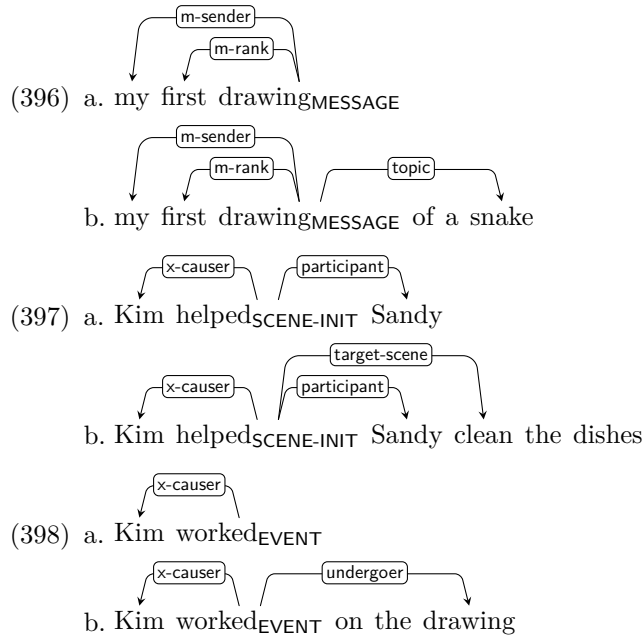 m-sender
m-rank
(396) a. my first drawingMESSAGE
m-sender
m-rank topic
b. my first drawingMESSAGE of a snake
x-causer participant
(397) a. Kim helpedSCENE-INIT Sandy
target-scene
x-causer participant
b. Kim helpedSCENE-INIT Sandy clean the dishes
x-causer
(398) a. Kim workedEVENT
x-causer undergoer
b. Kim workedEVENT on the drawing